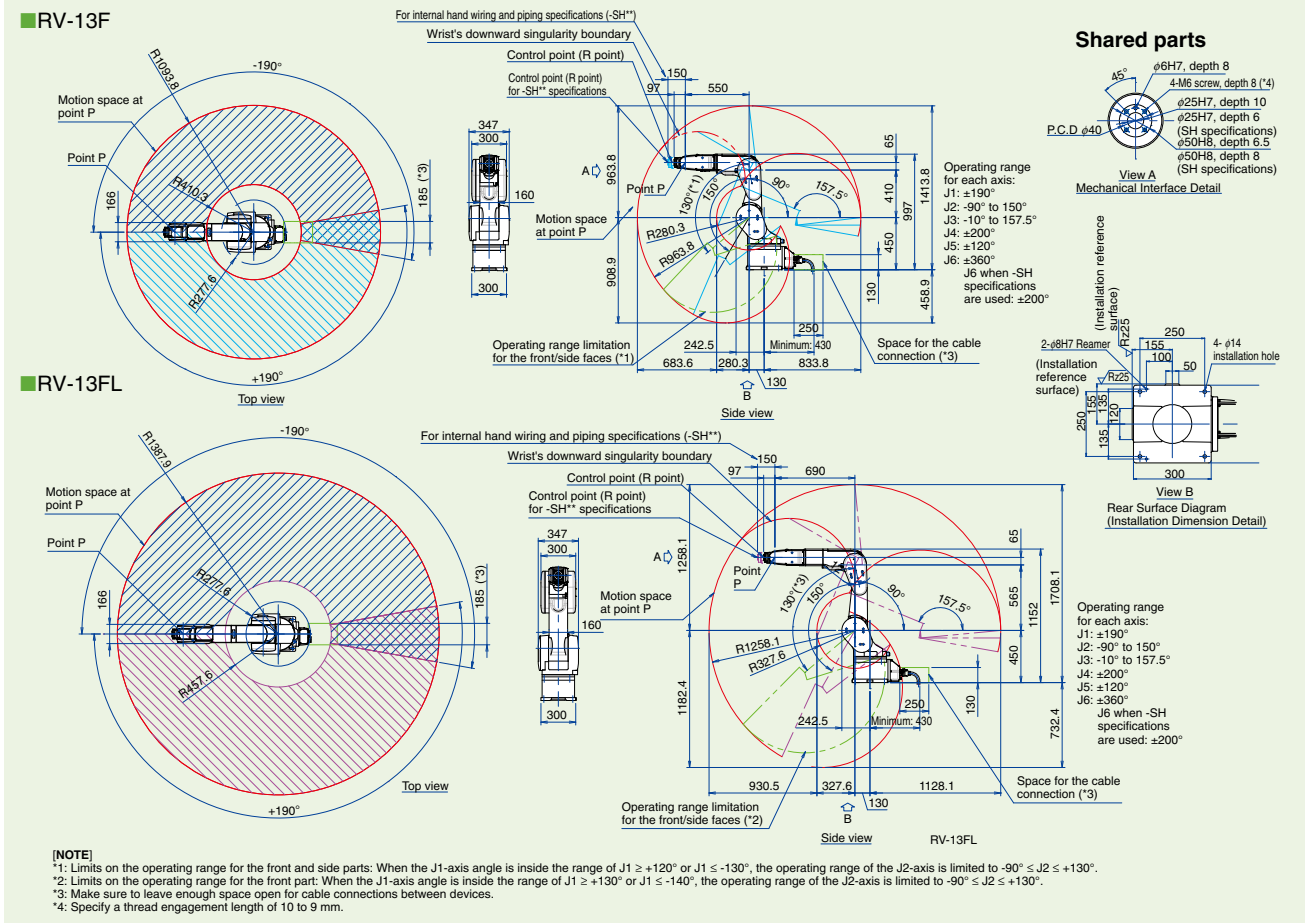 RV-13F
R1093.8
-190°
Motion space at
point P
Point P
R410.3
166
185 (*3)
R277.6
+190°
Top view
For internal hand wiring and piping specifications (-SH**)
Wrist's downward singularity boundary
Control point (R point)
Control point (R point)
for -SH** specifications
150
97
550
347
300
160
300
A
963.8
908.9
Point P
Motion space
at point P
130°(*1)
150°
90°
157.5°
R280.3
R963.8
65
410
450
997
1413.8
458.9
130
250
242.5
Minimum: 430
683.6
280.3
833.8
130
B
Side view
Operating range limitation
for the front/side faces (*1)
Space for the cable
connection (*3)
Operating range
for each axis:
J1: ±190°
J2: -90° to 150°
J3: -10° to 157.5°
J4: ±200°
J5: ±120°
J6: ±360°
J6 when -SH
specifications
are used: ±200°
Shared parts
45°
φ6H7, depth 8
4-M6 screw, depth 8 (*4)
φ25H7, depth 10
φ25H7, depth 6
(SH specifications)
φ50H8, depth 6.5
φ50H8, depth 8
(SH specifications)
P.C.D φ40
View A
Mechanical Interface Detail
(Installation reference
surface)
Rz25
2-φ8H7 Reamer
(Installation
reference
surface)
Rz25
250
155
100
50
4- φ14
installation hole
250
155
135
120
135
300
View B
Rear Surface Diagram
(Installation Dimension Detail)
RV-13FL
R1387.9
-190°
Motion space at
point P
Point P
R277.6
166
185 (*3)
R457.6
+190°
Top view
For internal hand wiring and piping specifications (-SH**)
Wrist's downward singularity boundary
Control point (R point)
Control point (R point)
for -SH** specifications
150
97
690
347
300
160
300
A
1258.1
1182.4
Point
P
Motion space
at point P
130°(*3)
150°
90°
157.5°
R1258.1
R327.6
65
565
450
1152
1708.1
732.4
130
250
242.5
Minimum: 430
930.5
327.6
1128.1
130
B
Side view
RV-13FL
Operating range limitation
for the front/side faces (*2)
Space for the cable
connection (*3)
Operating range
for each axis:
J1: ±190°
J2: -90° to 150°
J3: -10° to 157.5°
J4: ±200°
J5: ±120°
J6: ±360°
J6 when -SH
specifications
are used: ±200°
[NOTE]
*1: Limits on the operating range for the front and side parts: When the J1-axis angle is inside the range of J1 ≥ +120° or J1 ≤ -130°, the operating range of the J2-axis is limited to -90° ≤ J2 ≤ +130°.
*2: Limits on the operating range for the front part: When the J1-axis angle is inside the range of J1 ≥ +130° or J1 ≤ -140°, the operating range of the J2-axis is limited to -90° ≤ J2 ≤ +130°.
*3: Make sure to leave enough space open for cable connections between devices.
*4: Specify a thread engagement length of 10 to 9 mm.